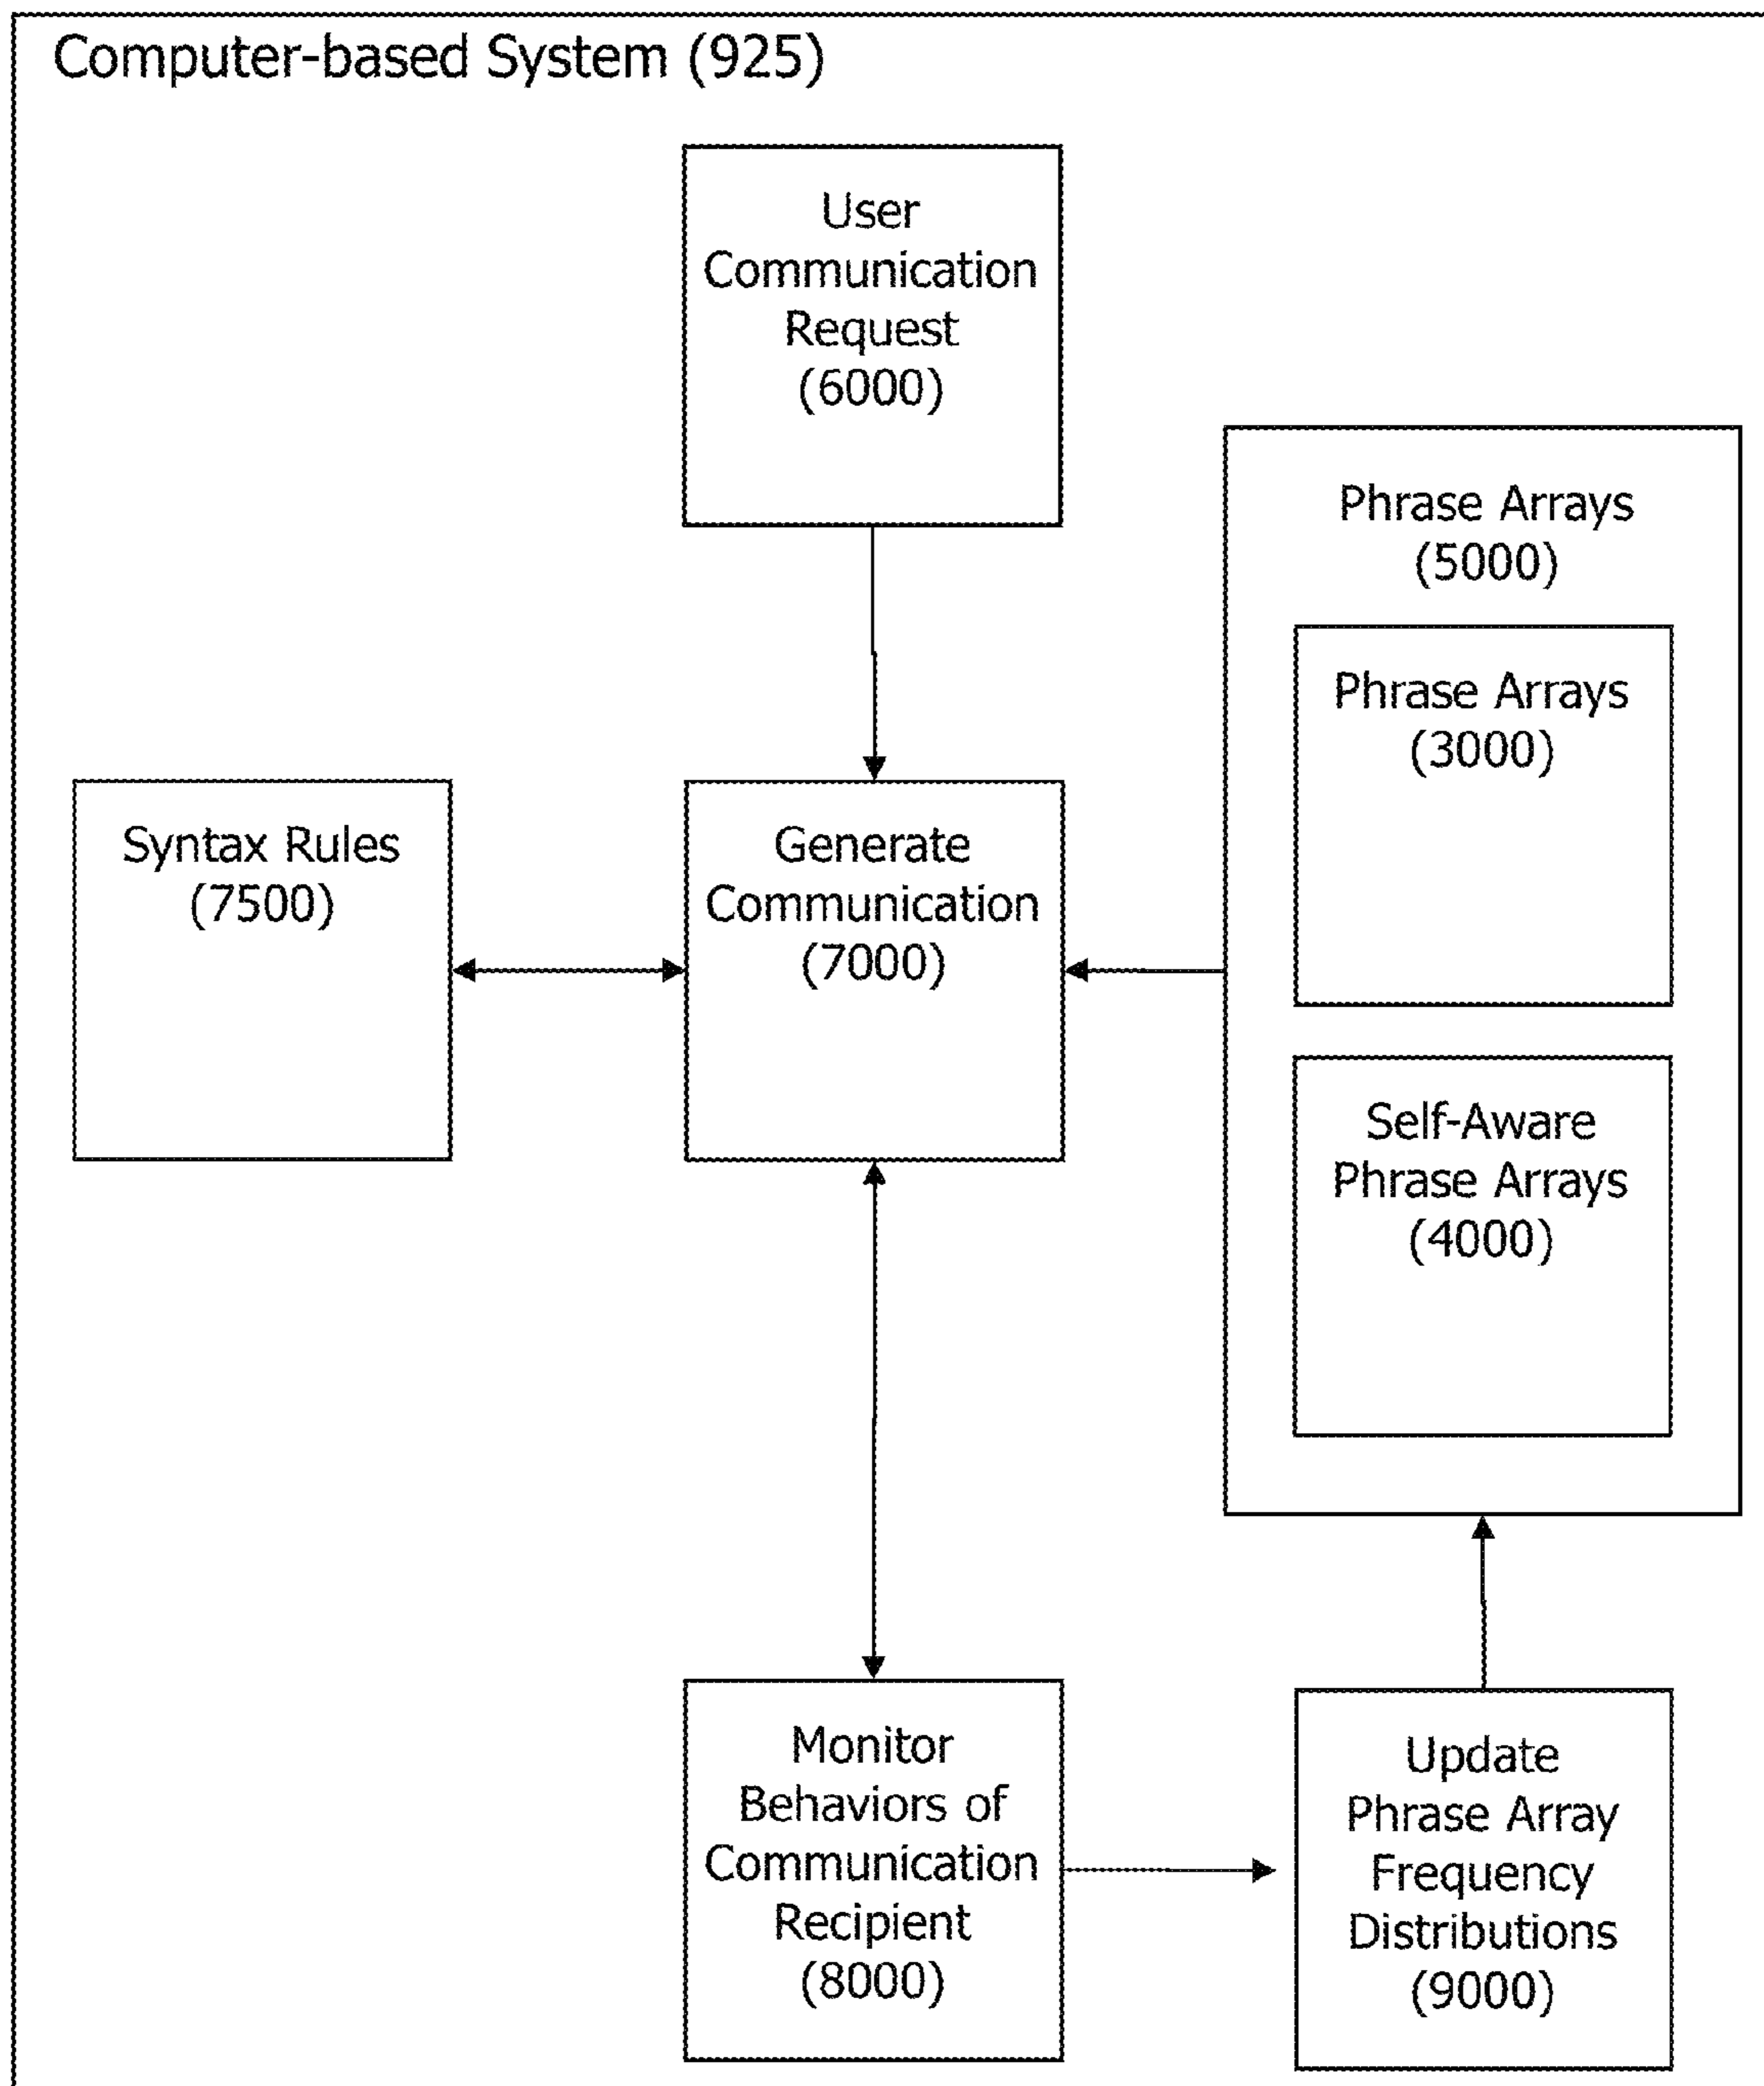 Computer-based System (925)
User
Communication
Request
(6000)
Phrase Arrays
(5000)
Phrase Arrays
(3000)
Syntax Rules
(7500)
Generate
Communication
(7000)
Self-Aware
Phrase Arrays
(4000)
Monitor
Behaviors of
Communication
Recipient
(8000)
Update
Phrase Array
Frequency
Distributions
(9000)